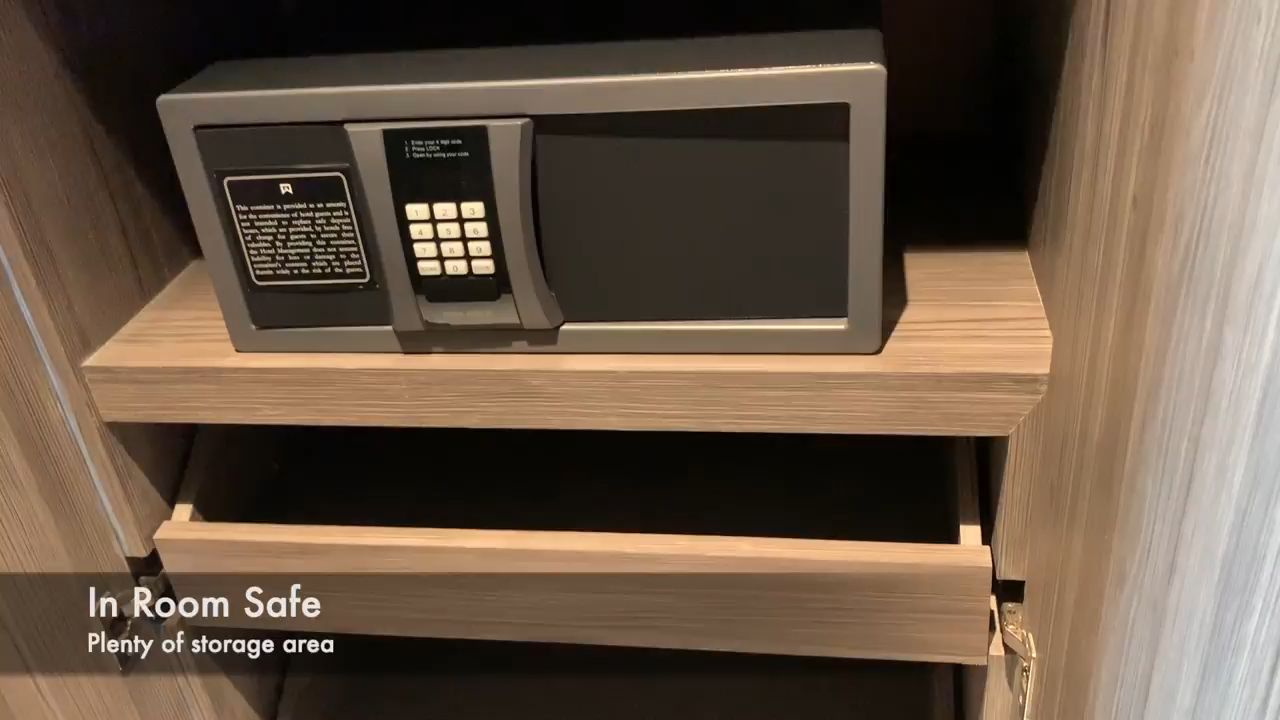 1. Enter your 4 digit code
2. Press LOCK
3. Open by using your code
This container is provided as an amenity
for the convenience of hotel guests and is
not intended to replace safe deposit
boxes, which are provided, by hotels free
of charge for guests to secure their
valuables. By providing this container,
the Hotel Management does not assume
liability for loss or damage to the
container's contents which are placed
therein solely at the risk of the guests.
1 2 3
4 5 6
7 8 9
0
In Room Safe
Plenty of storage area